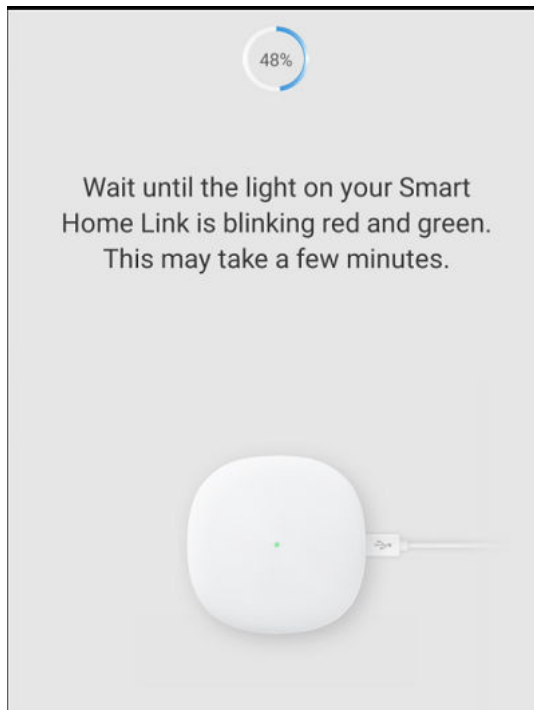 48%
Wait until the light on your Smart
Home Link is blinking red and green.
This may take a few minutes.